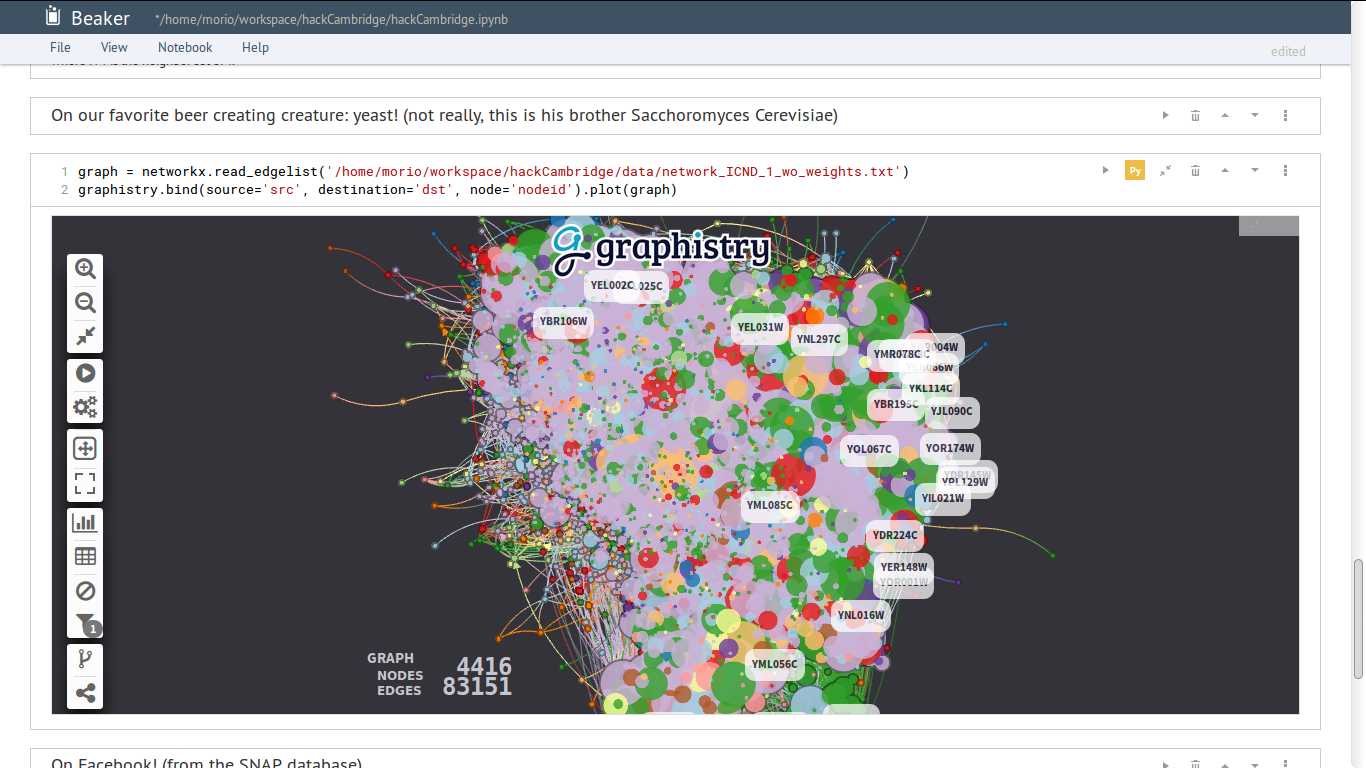 Beaker */home/morio/workspace/hackCambridge/hackCambridge.ipynb
File View Notebook Help edited
On our favorite beer creating creature: yeast! (not really, this is his brother Sacchoromyces Cerevisiae)
1 graph = networkx.read_edgelist('/home/morio/workspace/hackCambridge/data/network_ICND_1_wo_weights.txt')
Py
2 graphistry.bind(source='src', destination='dst', node='nodeid').plot(graph)
graphistry
YEL002C 025C
YBR106W
YEL031W
YNL297C
004W
YMR078C
YKL114C
YBR195C
YJL090C
YOL067C
YOR174W
YDR145W
YPL129W
YIL021W
YML085C
YDR224C
YER148W
YOR001W
YNL016W
1
GRAPH
YML056C
NODES 4416
EDGES 83151
On Facebook! (from the SNAP database)